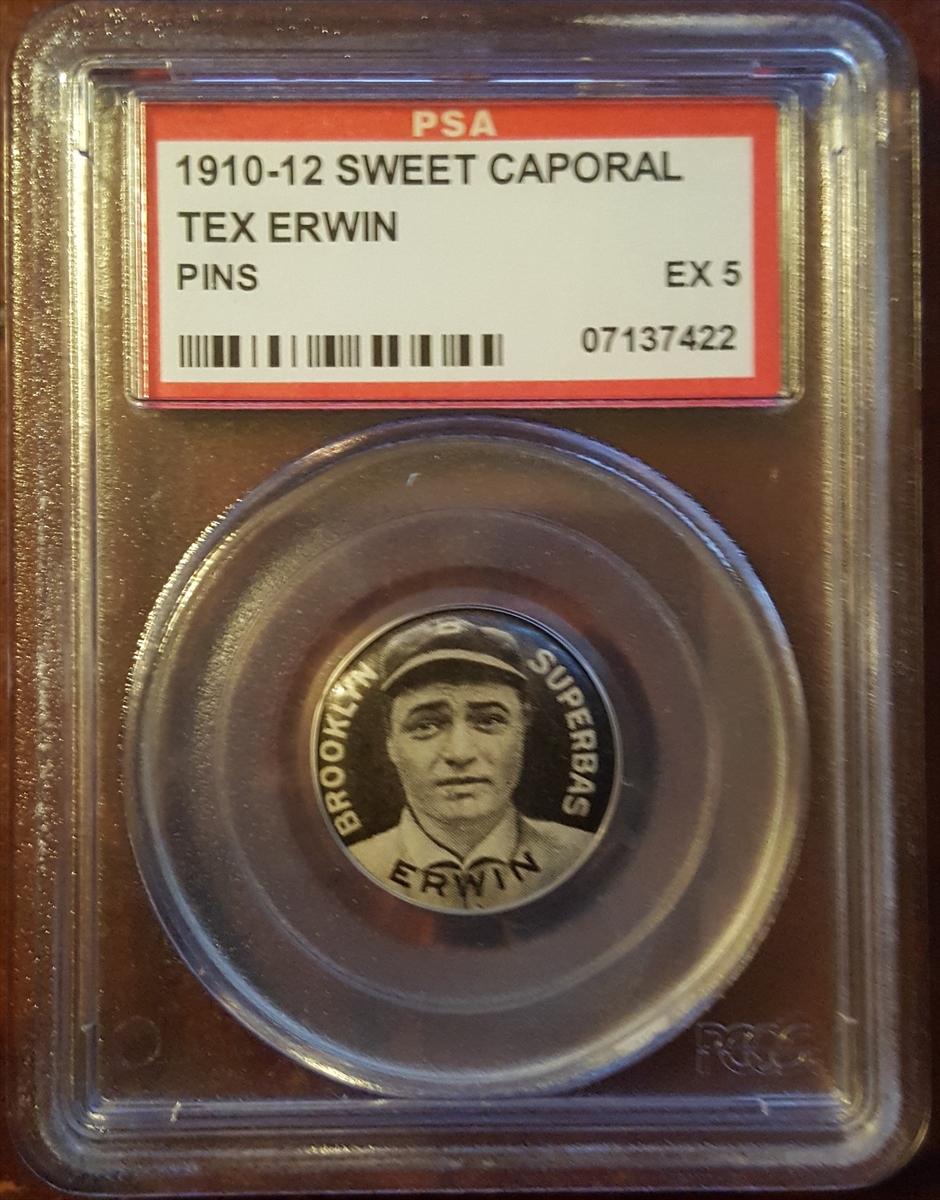 PSA
1910-12 SWEET CAPORAL
TEX ERWIN
PINS EX 5
07137422
B
BROOKLYN SUPERBAS
ERWIN